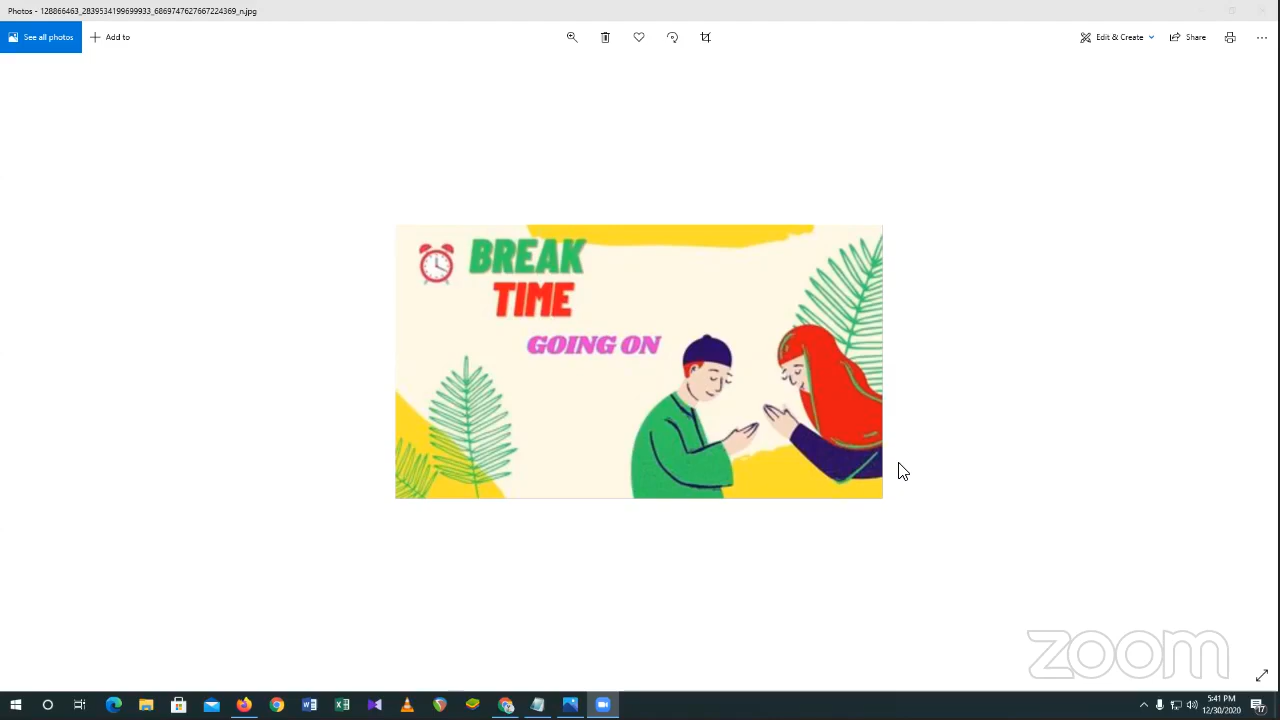 Photos - 128866463_2839534199699933_6869747627667224369_n.jpg
See all photos
Add to
Edit & Create
Share
BREAK
TIME
GOING ON
zoom
5:41 PM
12/30/2020
17